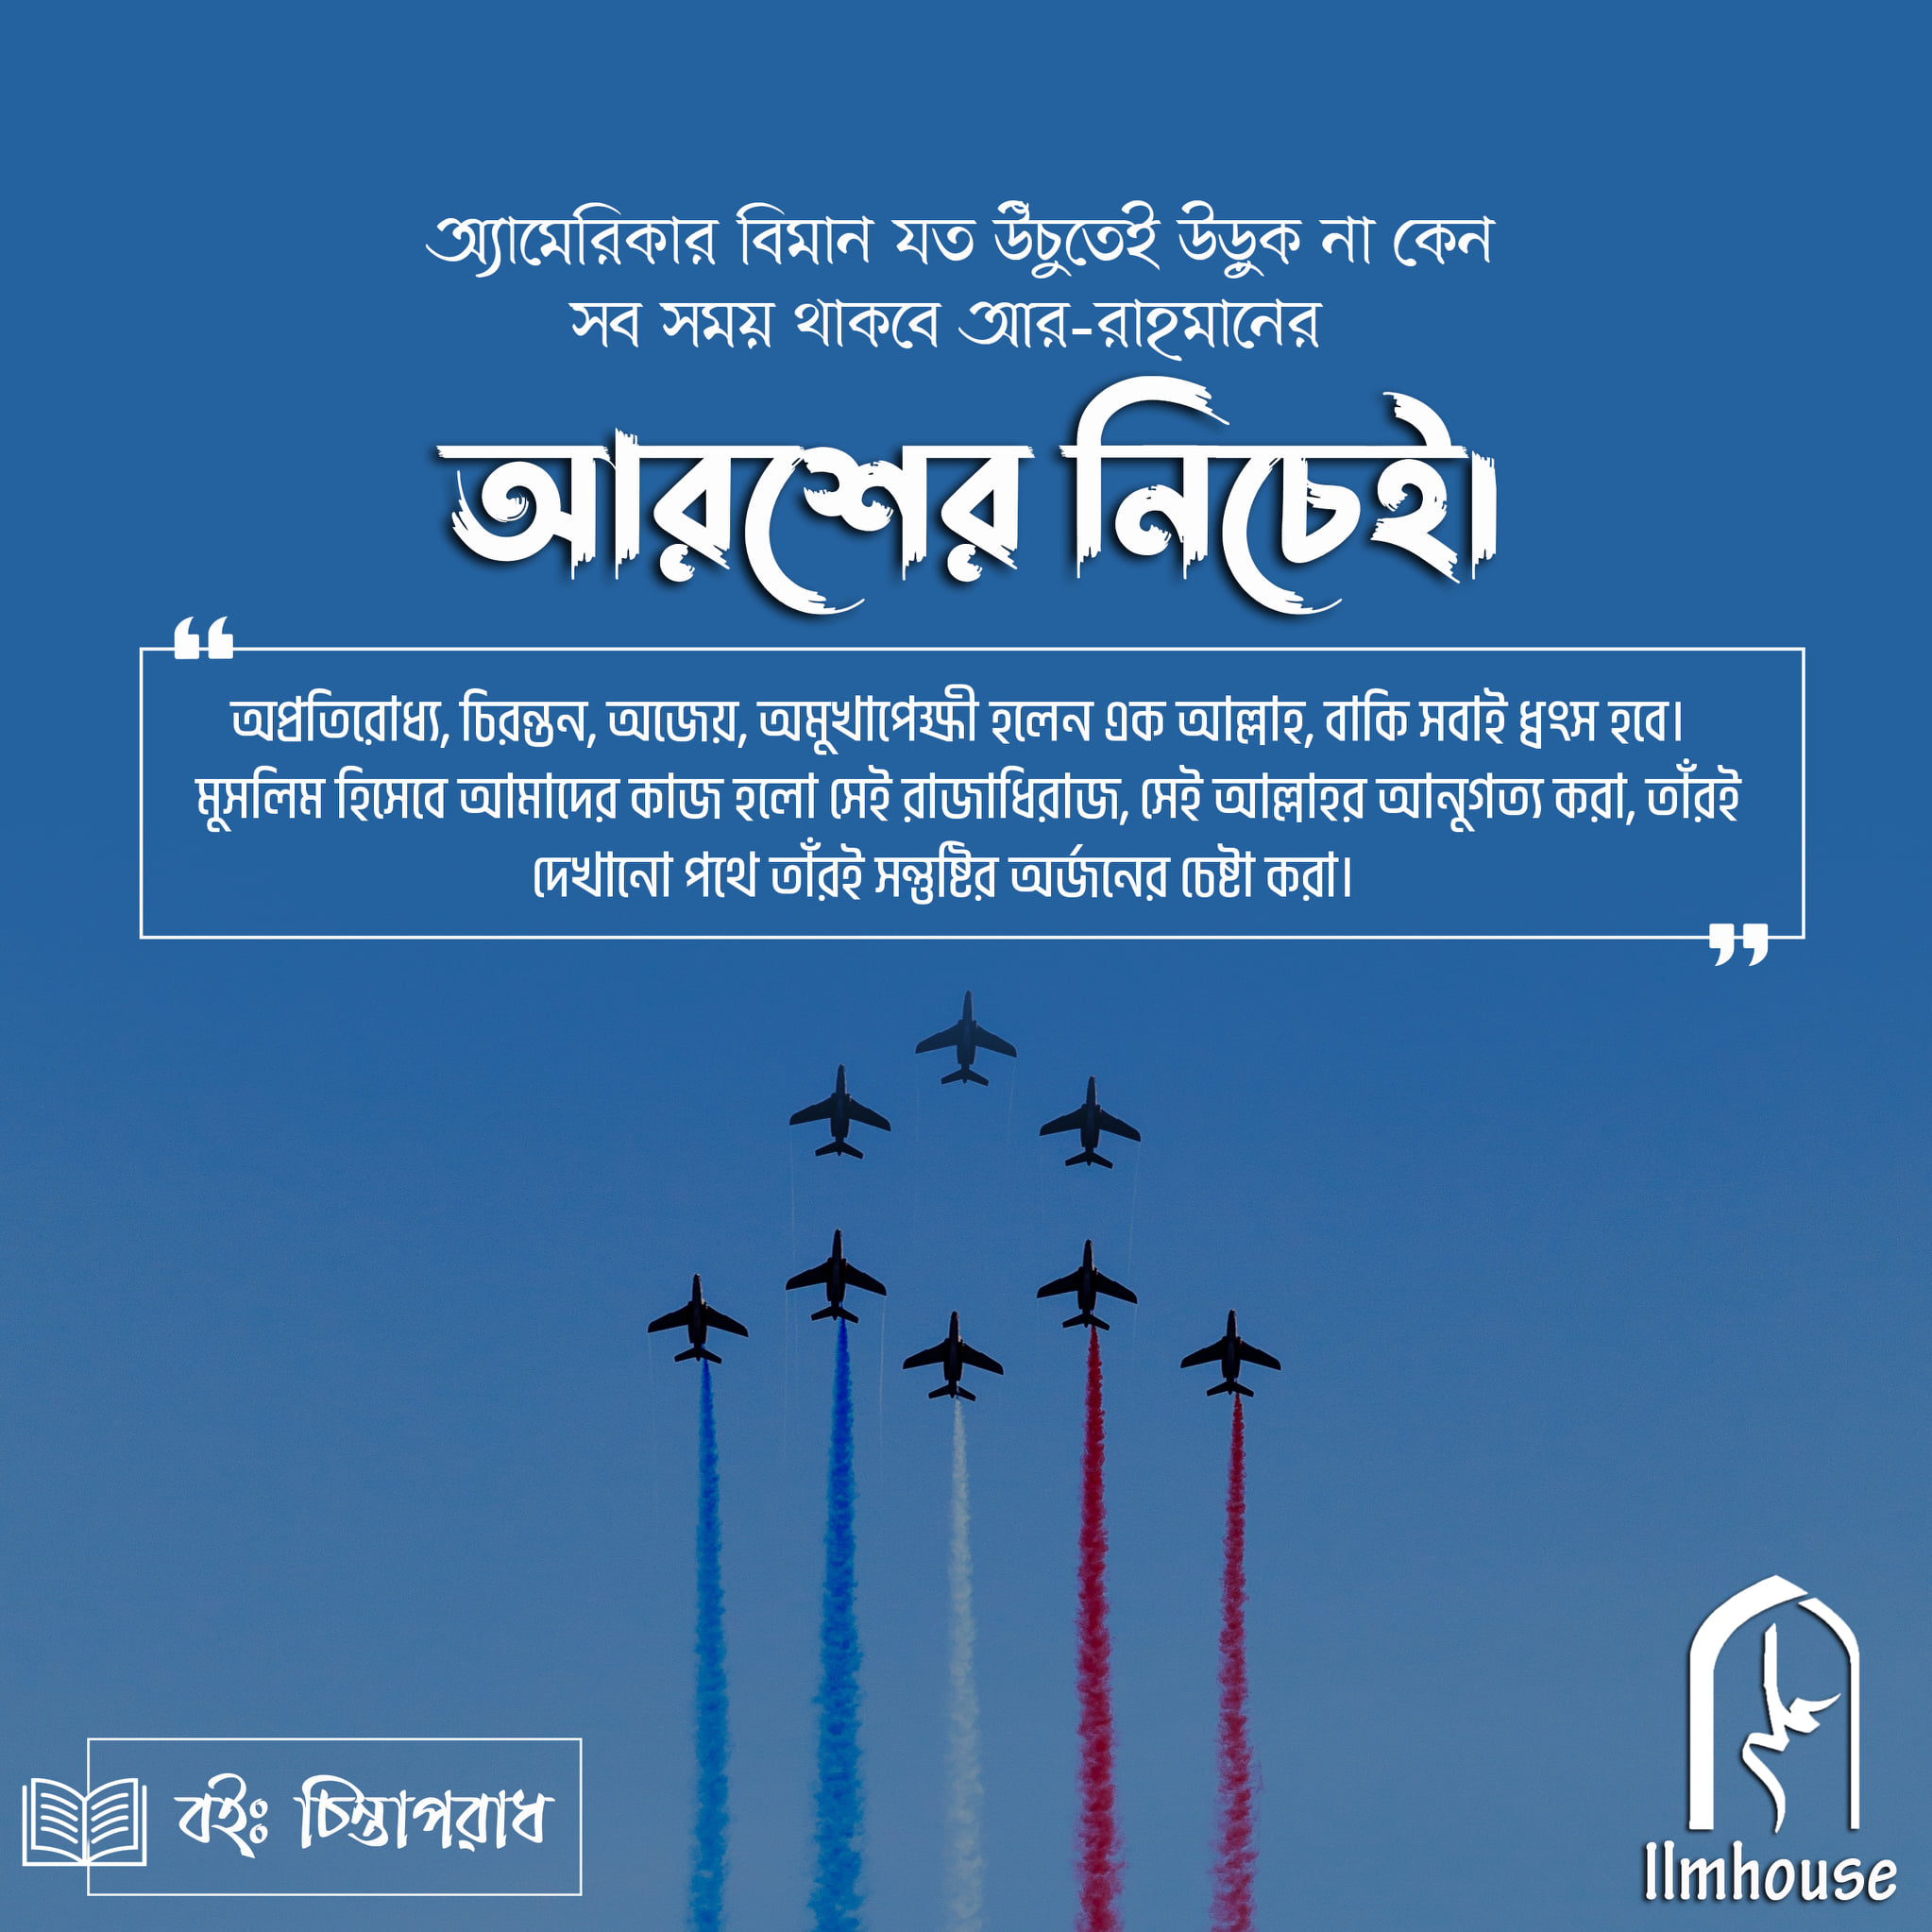 অ্যামেরিকার বিমান যত উঁচুতেই উড়ুক না কেন
সব সময় থাকবে আর-রাহমানের
আরশের নিচেই।
“
অপ্রতিরোধ্য, চিরন্তন, অজেয়, অমুখাপেক্ষী হলেন এক আল্লাহ, বাকি সবাই ধ্বংস হবে।
মুসলিম হিসেবে আমাদের কাজ হলো সেই রাজাধিরাজ, সেই আল্লাহর আনুগত্য করা, তাঁরই
দেখানো পথে তাঁরই সন্তুষ্টির অর্জনের চেষ্টা করা।
”
বইঃ চিন্তাপরাধ
Ilmhouse